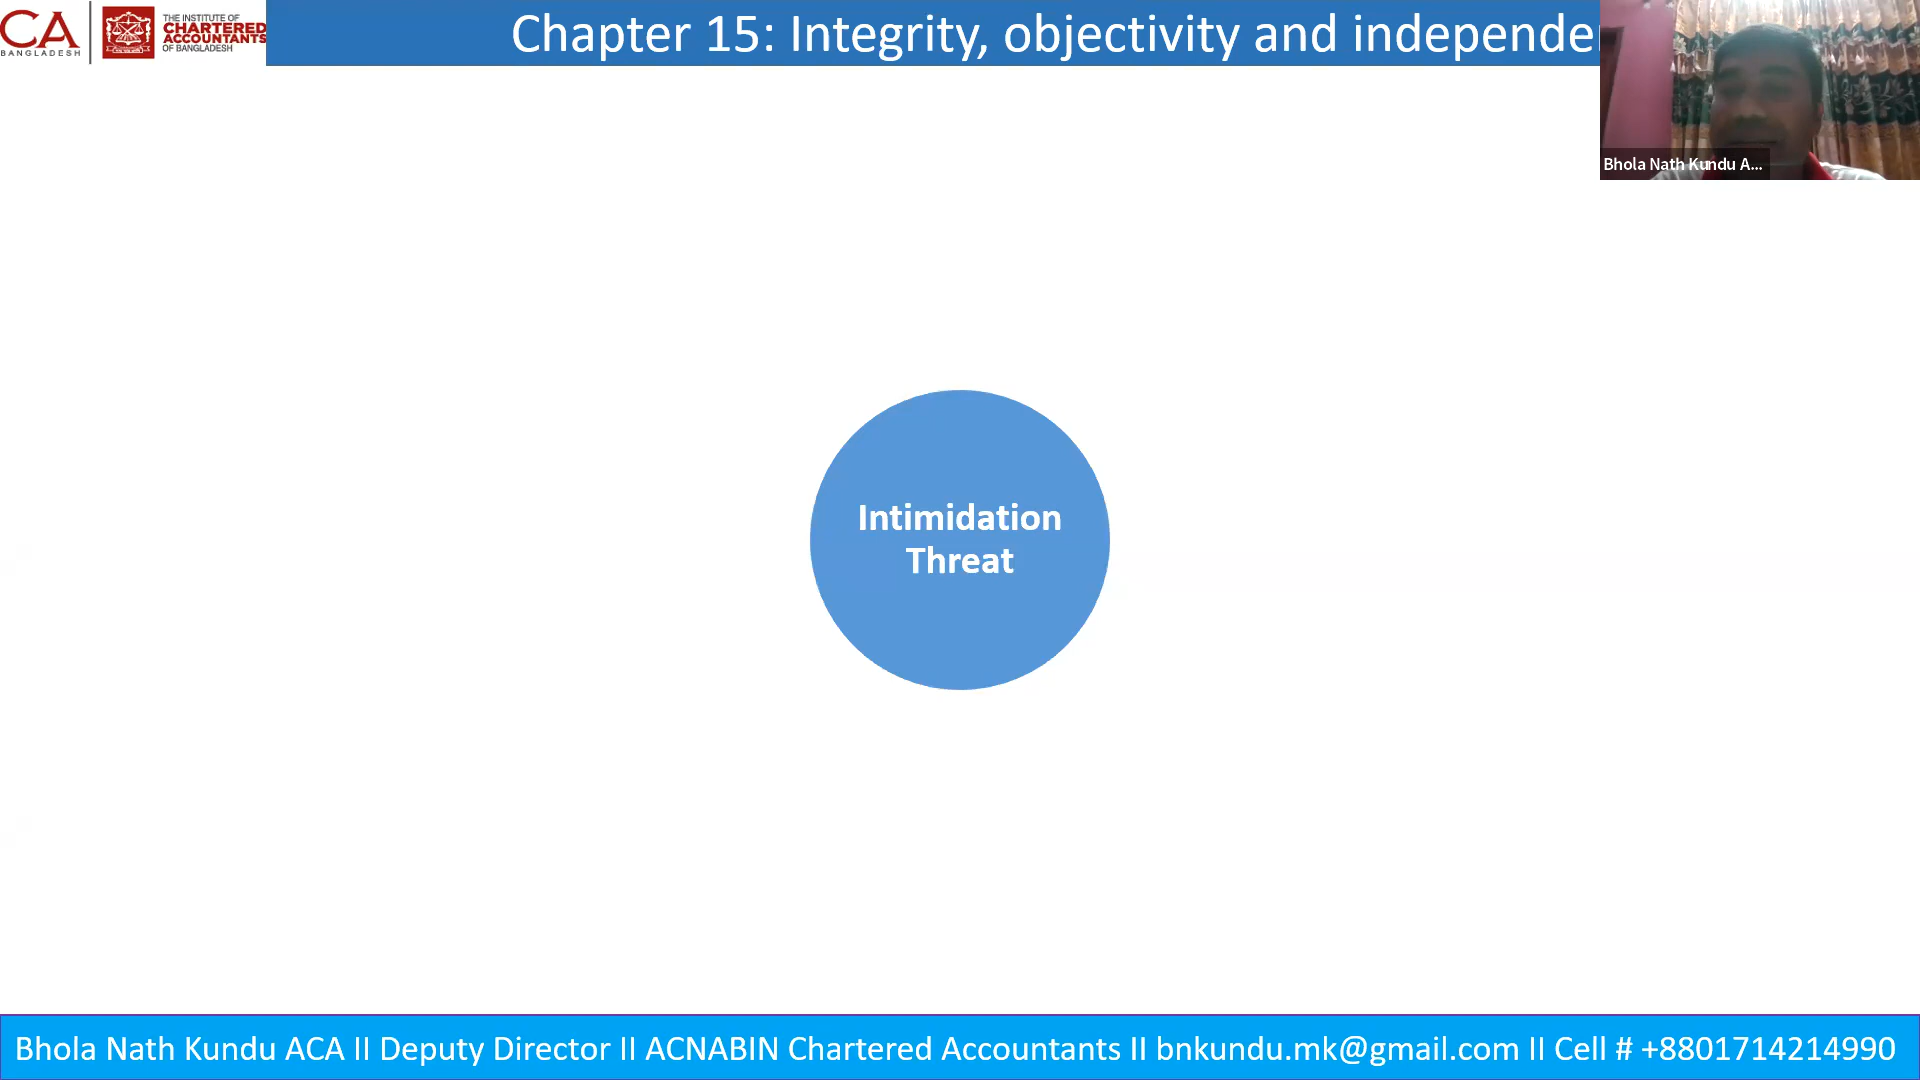 CA
BANGLADESH
THE INSTITUTE OF
CHARTERED
ACCOUNTANTS
OF BANGLADESH
Chapter 15: Integrity, objectivity and independe
Bhola Nath Kundu A...
Intimidation
Threat
Bhola Nath Kundu ACA II Deputy Director II ACNABIN Chartered Accountants II bnkundu.mk@gmail.com II Cell # +8801714214990